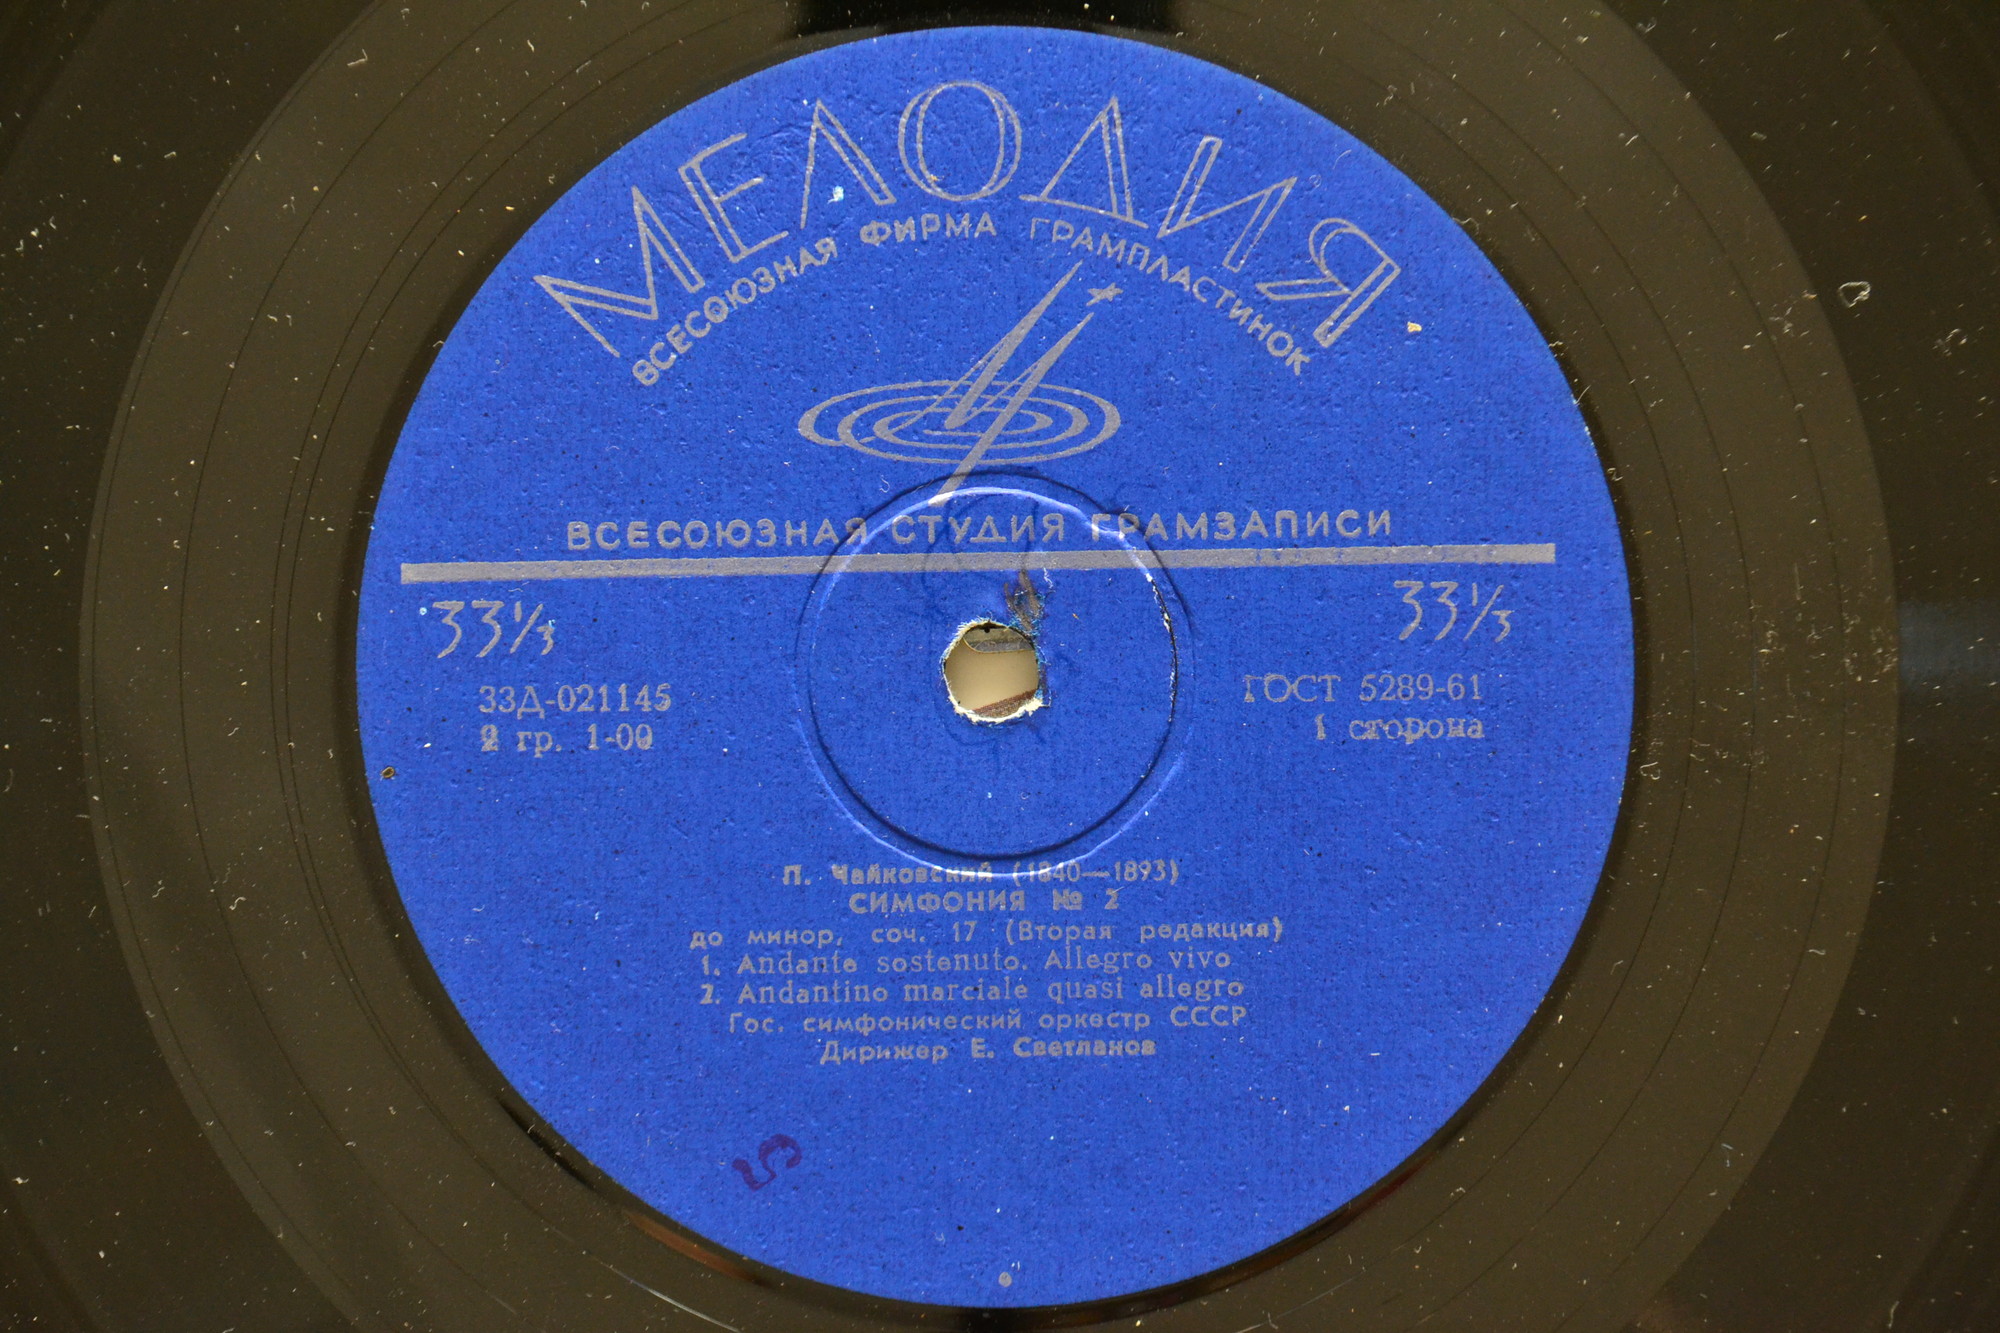 МЕЛОДИЯ
ВСЕСОЮЗНАЯ ФИРМА ГРАМПЛАСТИНОК
ВСЕСОЮЗНАЯ СТУДИЯ ГРАМЗАПИСИ
33⅓ 33⅓
33Д-021145 ГОСТ 5289-61
2 гр. 1-00 1 сторона
П. Чайковский (1840—1893)
СИМФОНИЯ № 2
до минор, соч. 17 (Вторая редакция)
1. Andante sostenuto. Allegro vivo
2. Andantino marciale quasi allegro
Гос. симфонический оркестр СССР
Дирижер Е. Светланов
5